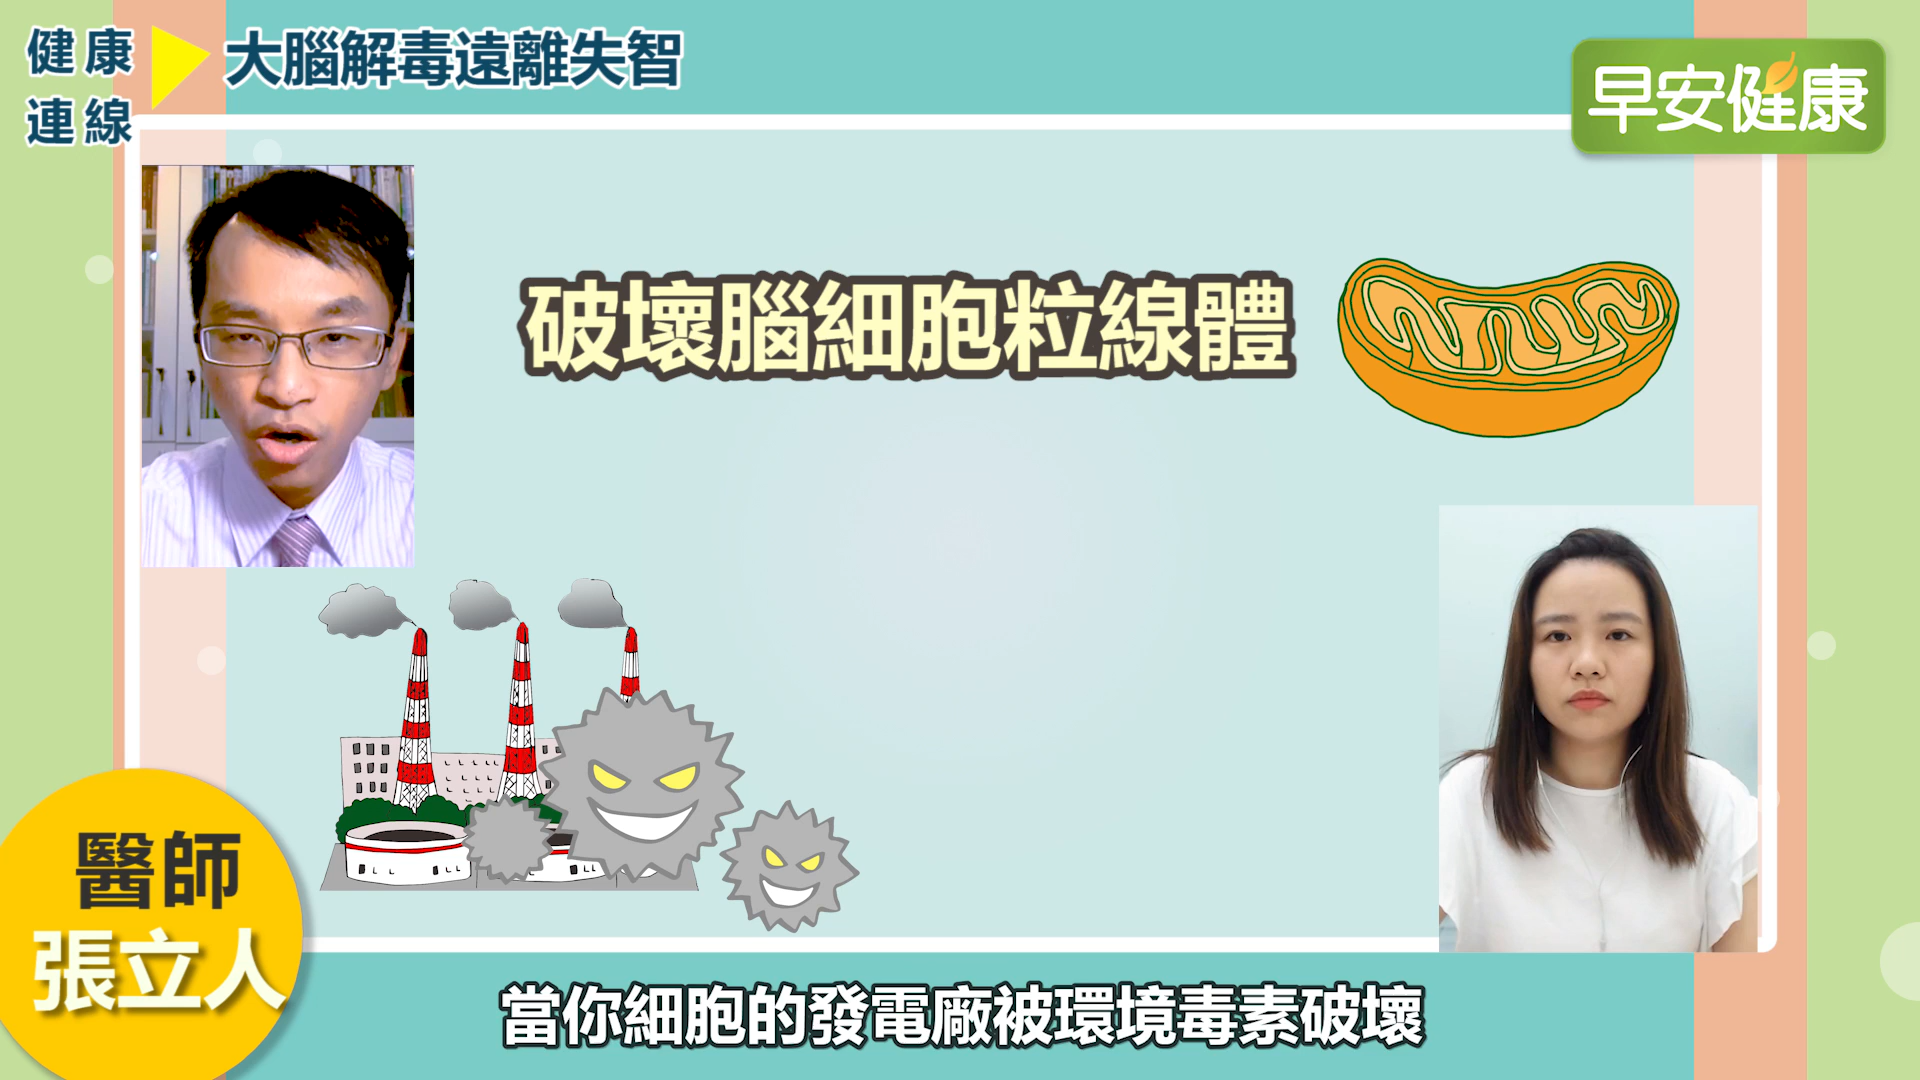 健康
連線
大腦解毒遠離失智
早安健康
破壞腦細胞粒線體
醫師
張立人
當你細胞的發電廠被環境毒素破壞